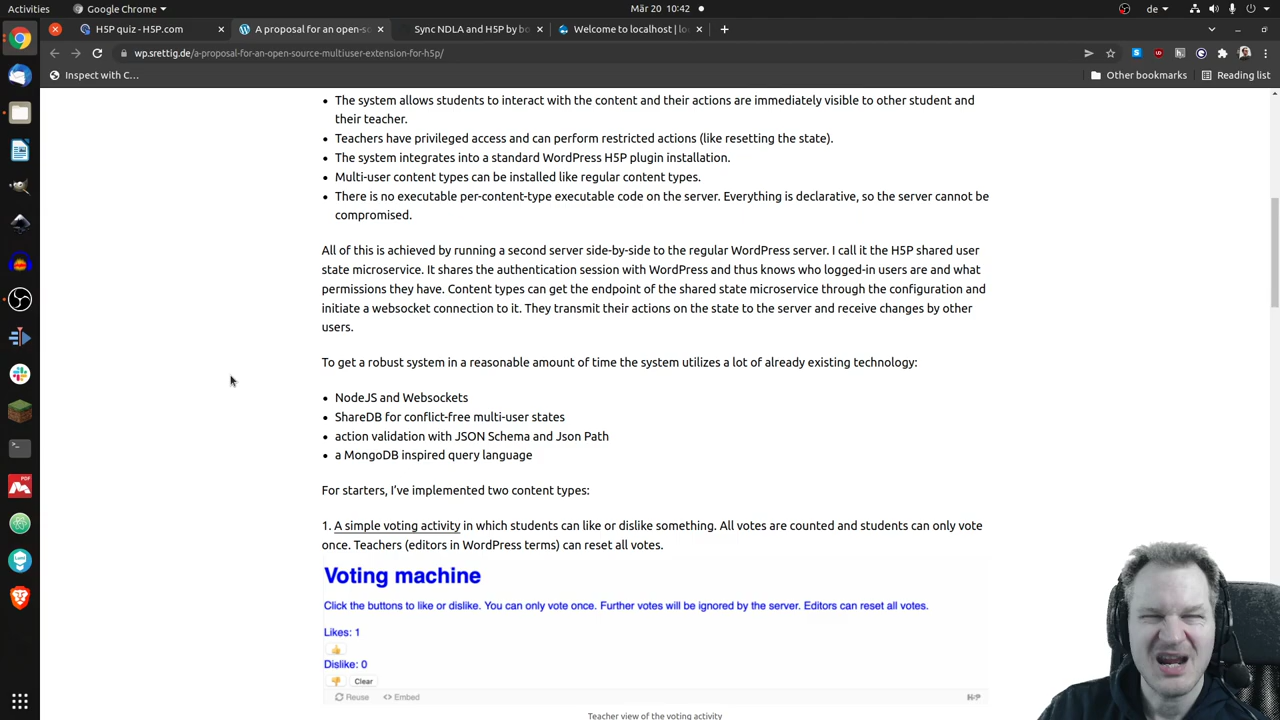 Activities
Google Chrome
Mär 20 10:42
de
H5P quiz - H5P.com
A proposal for an open-so
Sync NDLA and H5P by bo
Welcome to localhost | loc
wp.srettig.de/a-proposal-for-an-open-source-multiuser-extension-for-h5p/
Inspect with C…
Other bookmarks
Reading list
The system allows students to interact with the content and their actions are immediately visible to other student and
their teacher.
Teachers have privileged access and can perform restricted actions (like resetting the state).
The system integrates into a standard WordPress H5P plugin installation.
Multi-user content types can be installed like regular content types.
There is no executable per-content-type executable code on the server. Everything is declarative, so the server cannot be
compromised.
All of this is achieved by running a second server side-by-side to the regular WordPress server. I call it the H5P shared user
state microservice. It shares the authentication session with WordPress and thus knows who logged-in users are and what
permissions they have. Content types can get the endpoint of the shared state microservice through the configuration and
initiate a websocket connection to it. They transmit their actions on the state to the server and receive changes by other
users.
To get a robust system in a reasonable amount of time the system utilizes a lot of already existing technology:
NodeJS and Websockets
ShareDB for conflict-free multi-user states
action validation with JSON Schema and Json Path
a MongoDB inspired query language
For starters, I've implemented two content types:
1. A simple voting activity in which students can like or dislike something. All votes are counted and students can only vote
once. Teachers (editors in WordPress terms) can reset all votes.
Voting machine
Click the buttons to like or dislike. You can only vote once. Further votes will be ignored by the server. Editors can reset all votes.
Likes: 1
Dislike: 0
Clear
Reuse
Embed
H5P
Teacher view of the voting activity